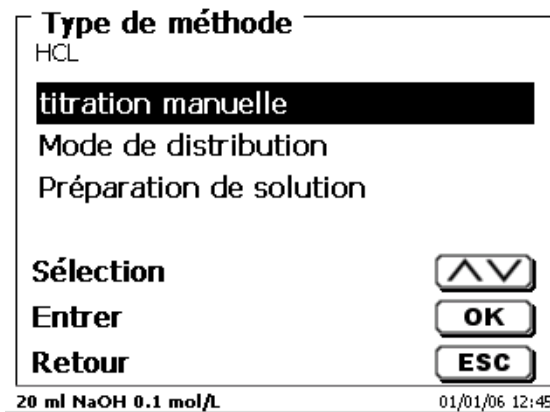 Type de méthode
HCL
titration manuelle
Mode de distribution
Préparation de solution
Sélection
Entrer OK
Retour ESC
20 ml NaOH 0.1 mol/L 01/01/06 12:45